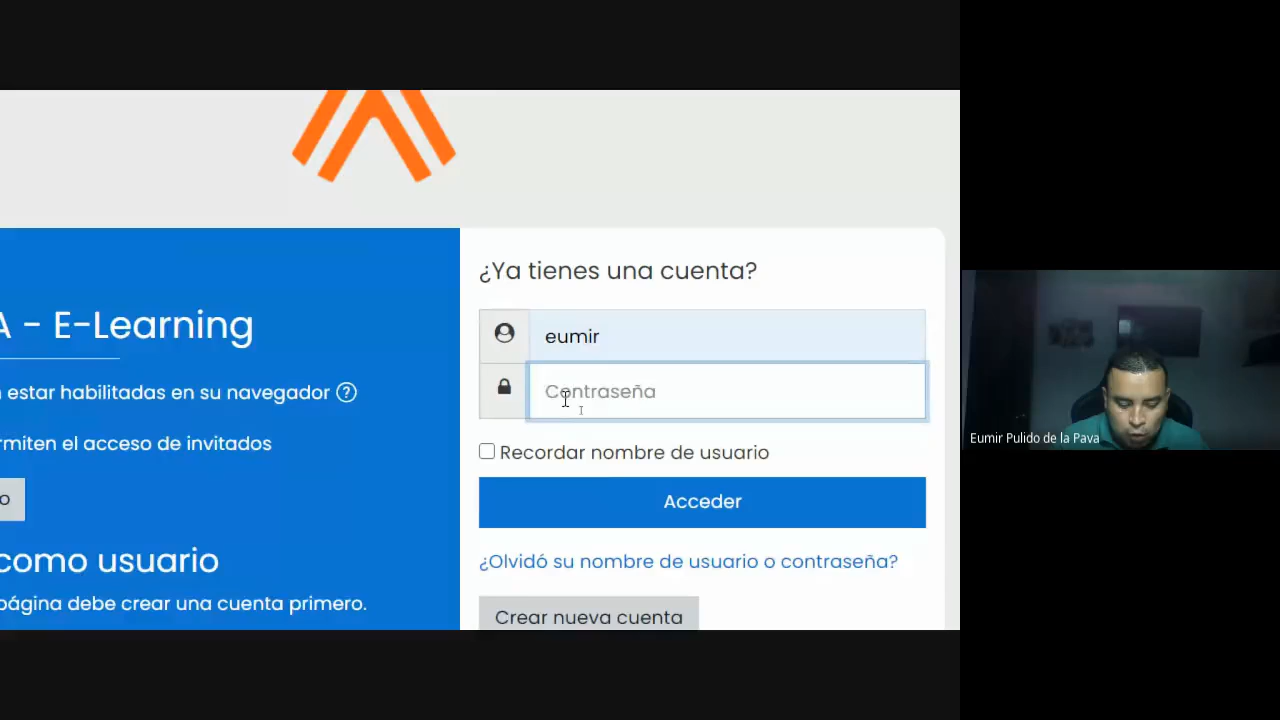 ¿Ya tienes una cuenta?
A - E-Learning
eumir
estar habilitadas en su navegador
Contraseña
rmiten el acceso de invitados
Recordar nombre de usuario
o
Acceder
como usuario
¿Olvidó su nombre de usuario o contraseña?
página debe crear una cuenta primero.
Crear nueva cuenta
Eumir Pulido de la Pava